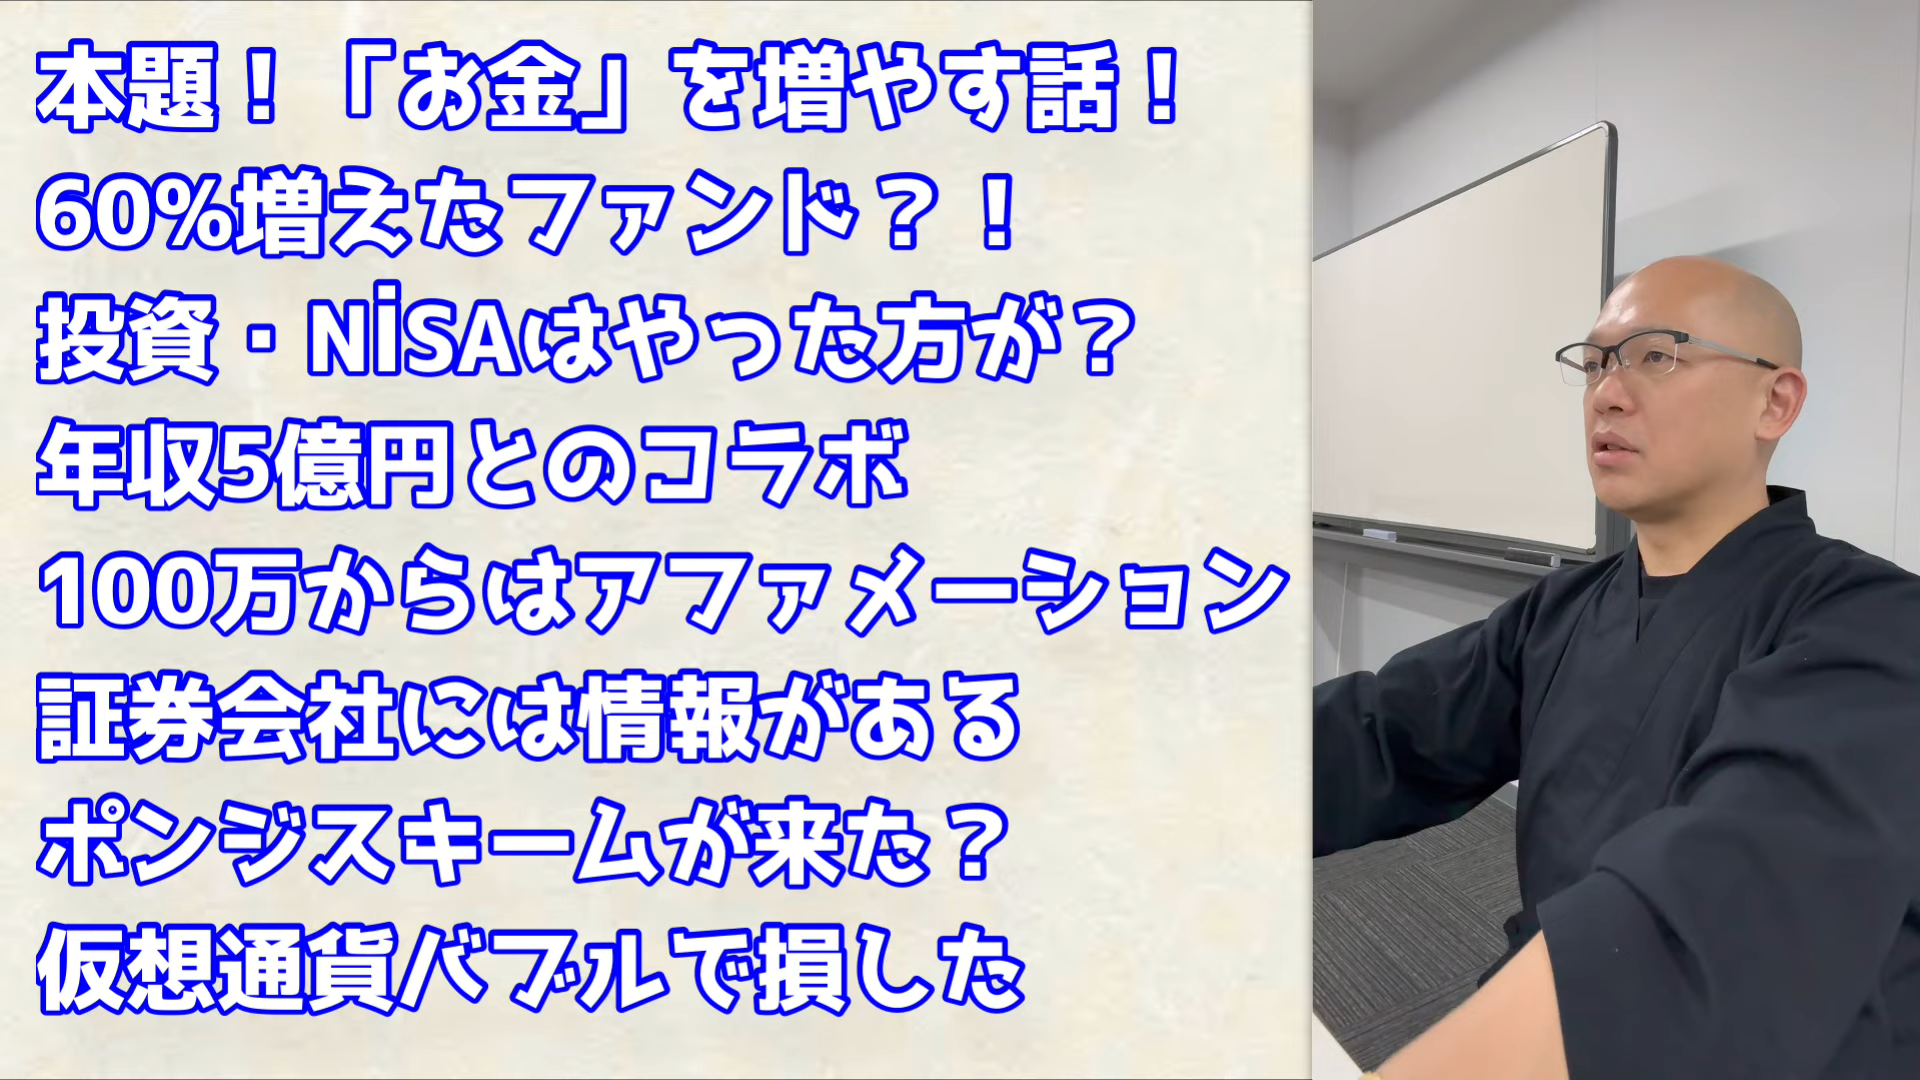 本題！「お金」を増やす話！
60%増えたファンド？！
投資・NiSAはやった方が？
年収5億円とのコラボ
100万からはアファメーション
証券会社には情報がある
ポンジスキームが来た？
仮想通貨バブルで損した